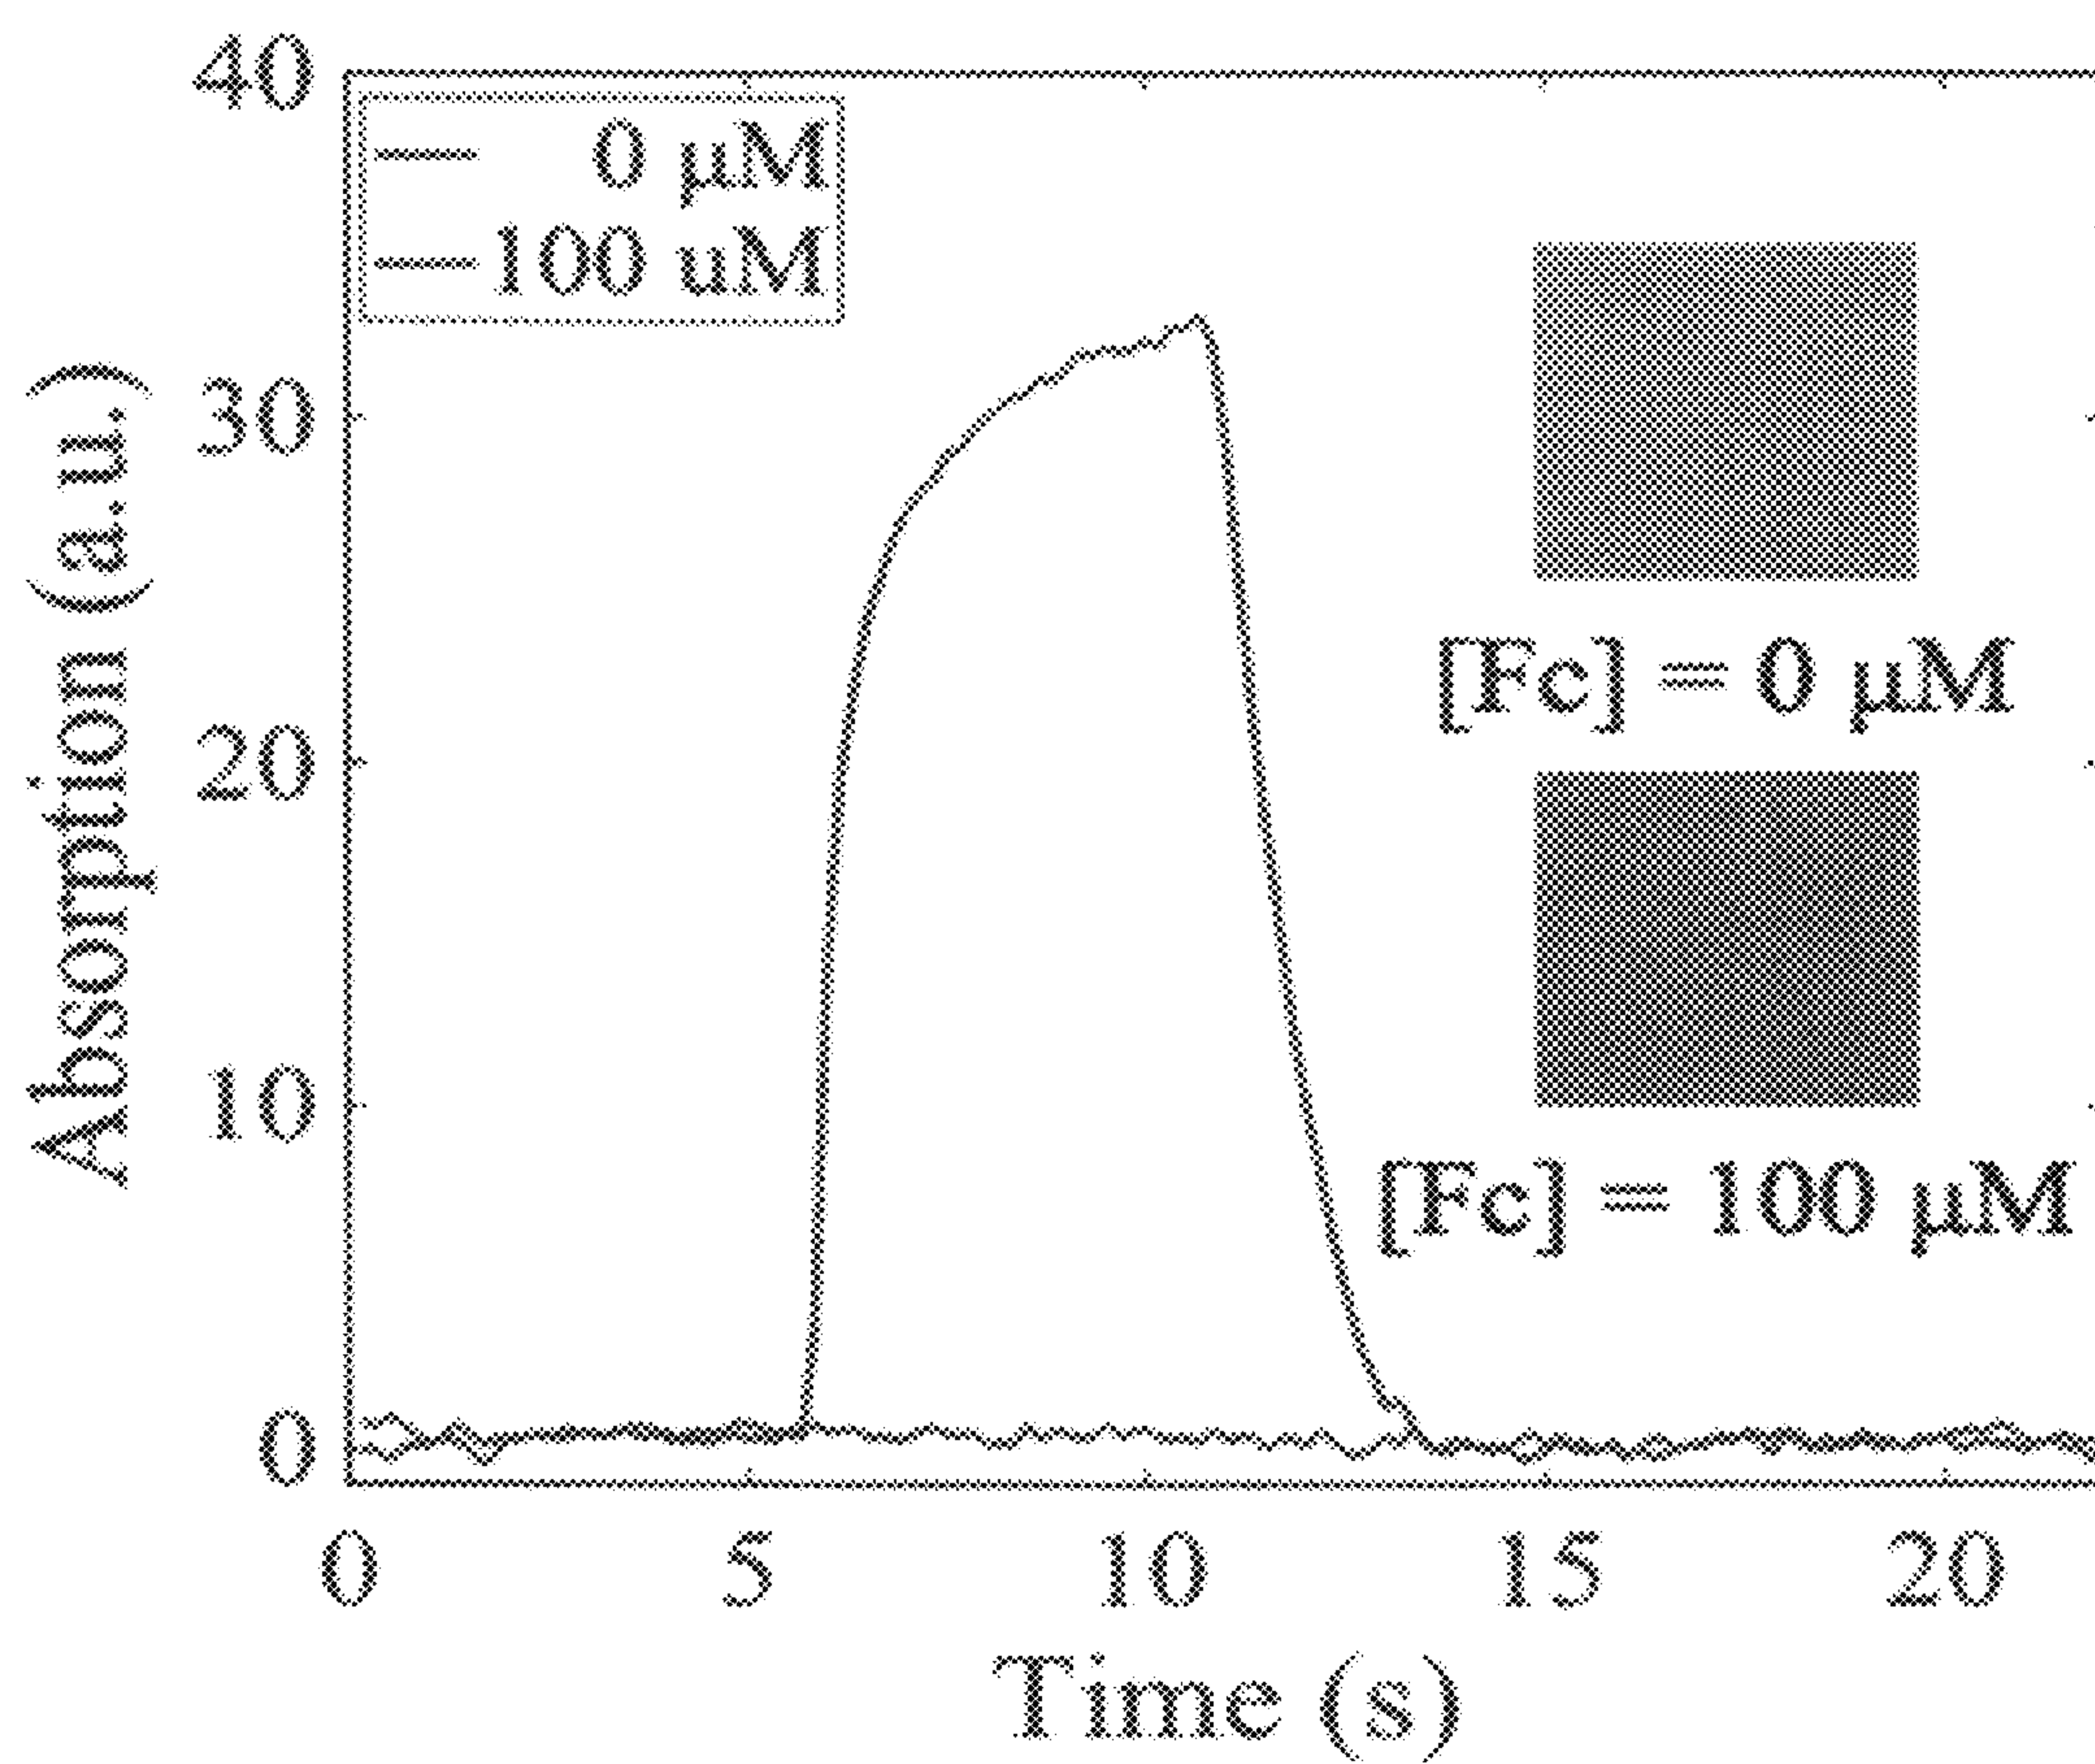 40
30
20
10
0
Absorption (a.u.)
0 µM
100 uM
[Fc] = 0 µM
[Fc] = 100 µM
0 5 10 15 20
Time (s)